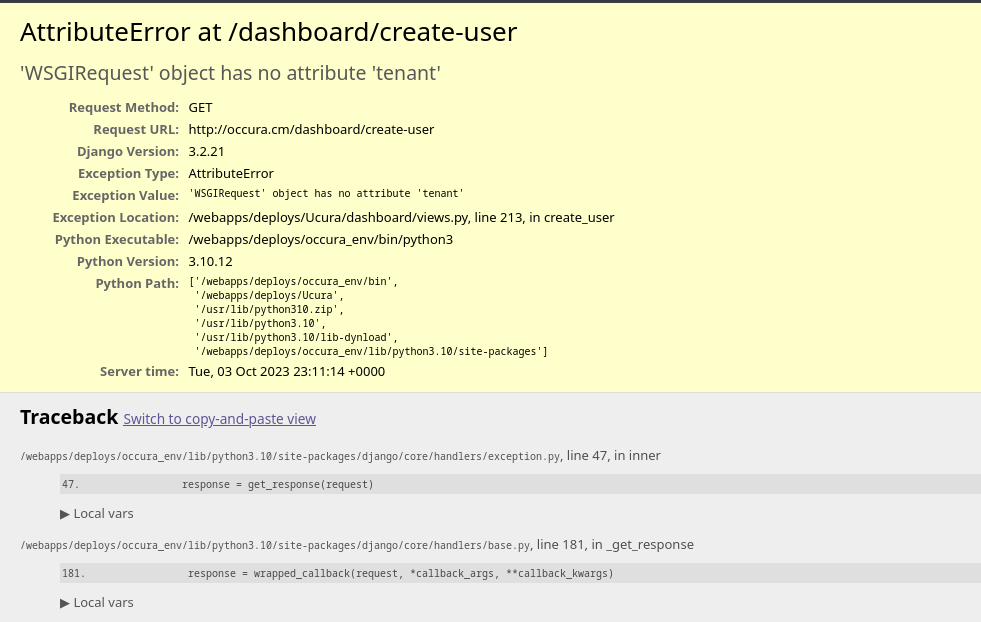 AttributeError at /dashboard/create-user
'WSGIRequest' object has no attribute 'tenant'
Request Method: GET
Request URL: http://occura.cm/dashboard/create-user
Django Version: 3.2.21
Exception Type: AttributeError
Exception Value: 'WSGIRequest' object has no attribute 'tenant'
Exception Location: /webapps/deploys/Ucura/dashboard/views.py, line 213, in create_user
Python Executable: /webapps/deploys/occura_env/bin/python3
Python Version: 3.10.12
Python Path: ['/webapps/deploys/occura_env/bin',
'/webapps/deploys/Ucura',
'/usr/lib/python310.zip',
'/usr/lib/python3.10',
'/usr/lib/python3.10/lib-dynload',
'/webapps/deploys/occura_env/lib/python3.10/site-packages']
Server time: Tue, 03 Oct 2023 23:11:14 +0000
Traceback Switch to copy-and-paste view
/webapps/deploys/occura_env/lib/python3.10/site-packages/django/core/handlers/exception.py, line 47, in inner
47. response = get_response(request)
▶ Local vars
/webapps/deploys/occura_env/lib/python3.10/site-packages/django/core/handlers/base.py, line 181, in _get_response
181. response = wrapped_callback(request, *callback_args, **callback_kwargs)
▶ Local vars